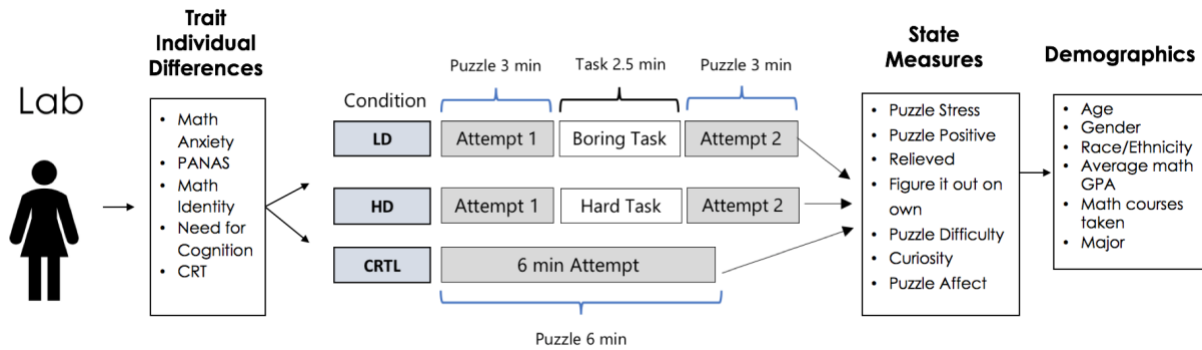 Lab
Trait
Individual
Differences
• Math
Anxiety
• PANAS
• Math
Identity
• Need for
Cognition
• CRT
Condition
Puzzle 3 min
Task 2.5 min
Puzzle 3 min
LD
Attempt 1
Boring Task
Attempt 2
HD
Attempt 1
Hard Task
Attempt 2
CRTL
6 min Attempt
Puzzle 6 min
State
Measures
• Puzzle Stress
• Puzzle Positive
• Relieved
• Figure it out on
own
• Puzzle Difficulty
• Curiosity
• Puzzle Affect
Demographics
• Age
• Gender
• Race/Ethnicity
• Average math
GPA
• Math courses
taken
• Major